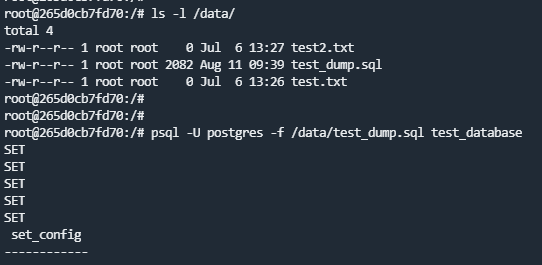 root@265d0cb7fd70:/# ls -l /data/
total 4
-rw-r--r-- 1 root root    0 Jul  6 13:27 test2.txt
-rw-r--r-- 1 root root 2082 Aug 11 09:39 test_dump.sql
-rw-r--r-- 1 root root    0 Jul  6 13:26 test.txt
root@265d0cb7fd70:/#
root@265d0cb7fd70:/#
root@265d0cb7fd70:/# psql -U postgres -f /data/test_dump.sql test_database
SET
SET
SET
SET
SET
 set_config
------------